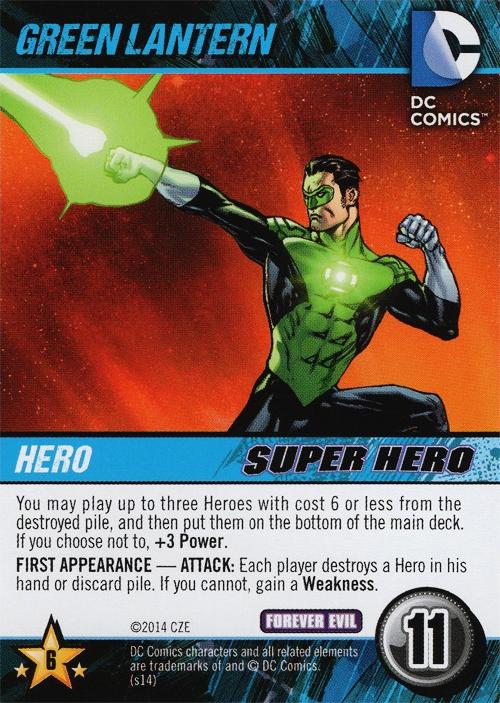 GREEN LANTERN
DC
DC
COMICS™
HERO
SUPER HERO
You may play up to three Heroes with cost 6 or less from the
destroyed pile, and then put them on the bottom of the main deck.
If you choose not to, +3 Power.
FIRST APPEARANCE — ATTACK: Each player destroys a Hero in his
hand or discard pile. If you cannot, gain a Weakness.
©2014 CZE
FOREVER EVIL
6
DC Comics characters and all related elements
are trademarks of and © DC Comics.
(s14)
11